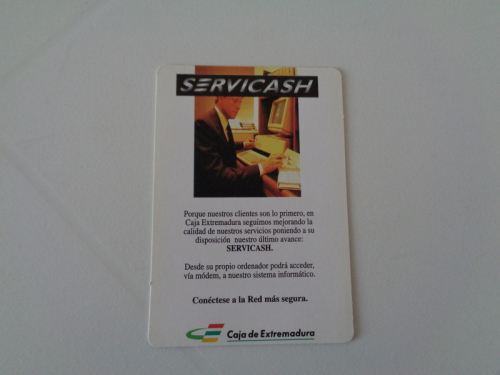 SERVICASH
Porque nuestros clientes son lo primero, en
Caja Extremadura seguimos mejorando la
calidad de nuestros servicios poniendo a su
disposición nuestro último avance:
SERVICASH.
Desde su propio ordenador podrá acceder,
vía módem, a nuestro sistema informático.
Conéctese a la Red más segura.
Caja de Extremadura